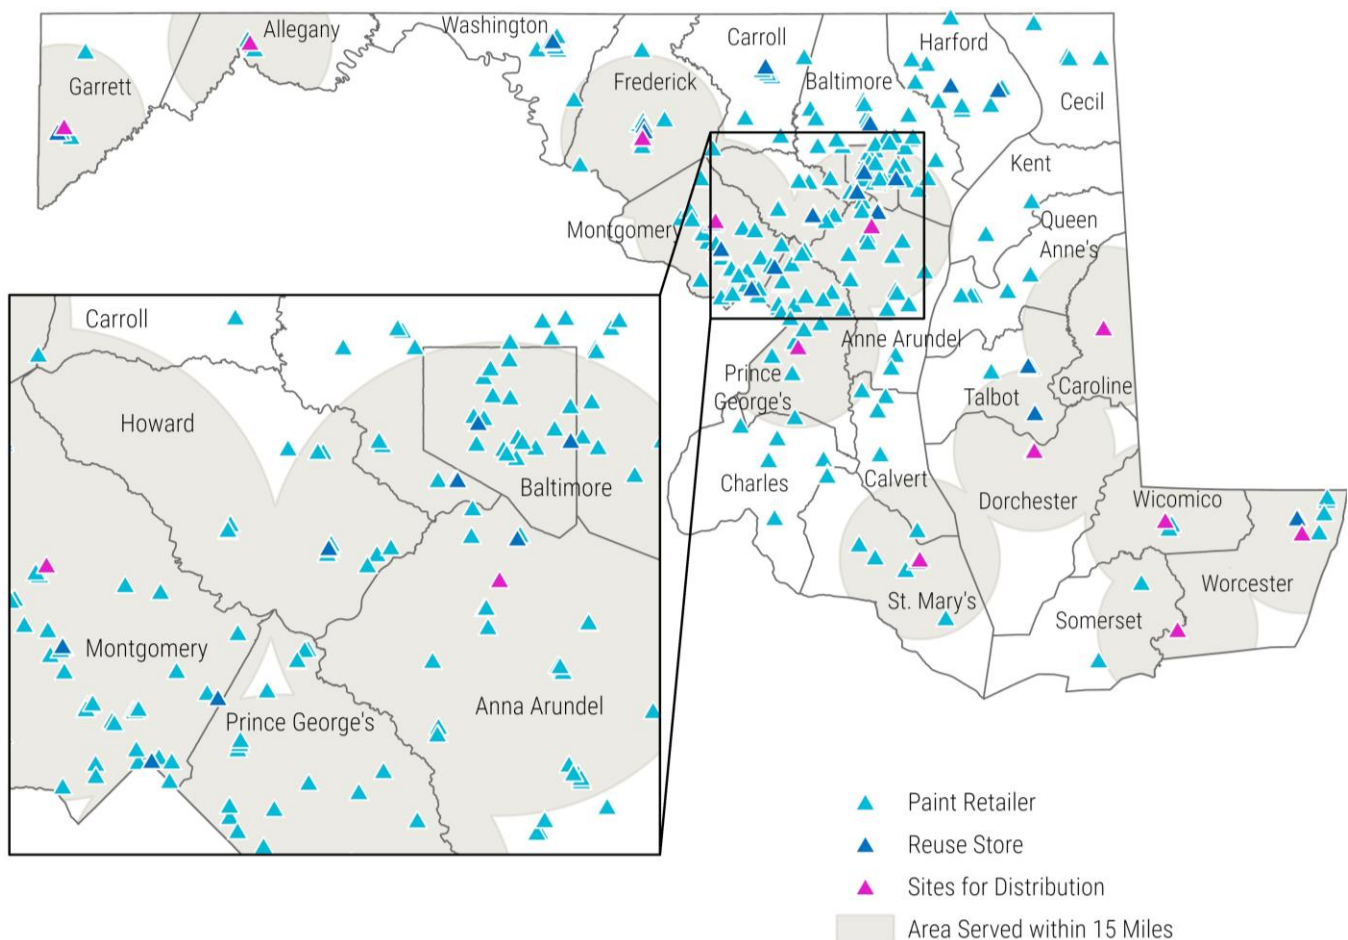 Allegany
Washington
Garrett
Frederick
Carroll
Baltimore
Harford
Cecil
Kent
Queen
Anne's
Montgomer
Anne Arundel
Prince
George's
Talbot
Caroline
Charles
Calvert
Dorchester
Wicomico
St. Mary's
Somerset
Worcester
Carroll
Howard
Baltimore
Montgomery
Prince George's
Anna Arundel
Paint Retailer
Reuse Store
Sites for Distribution
Area Served within 15 Miles